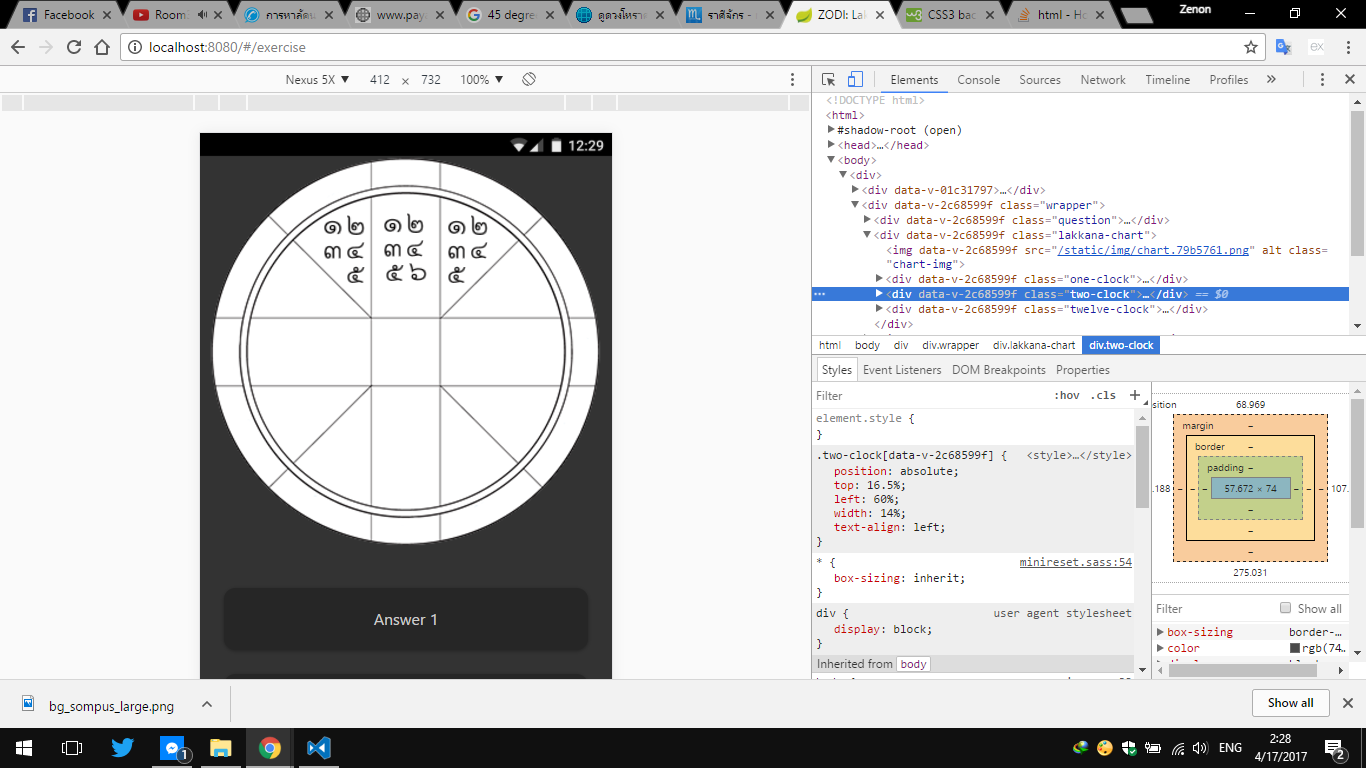 Facebook
Room
การหาลัคน
www.pay
45 degre
ดูดวงโหรา
ราศีจักร -
ZODI: Lak
CSS3 bac
html - Ho
Zenon
localhost:8080/#/exercise
Nexus 5X ▼ 412 × 732 100% ▼
12:29
๑ ๒ ๑ ๒ ๑ ๒
๓ ๔ ๓ ๔ ๓ ๔
๕ ๕ ๖ ๕
Answer 1
Elements Console Sources Network Timeline Profiles »
<!DOCTYPE html>
<html>
▶#shadow-root (open)
▶<head>…</head>
▼<body>
▼<div>
▶<div data-v-01c31797>…</div>
▼<div data-v-2c68599f class="wrapper">
▶<div data-v-2c68599f class="question">…</div>
▼<div data-v-2c68599f class="lakkana-chart">
<img data-v-2c68599f src="/static/img/chart.79b5761.png" alt class=
"chart-img">
▶<div data-v-2c68599f class="one-clock">…</div>
▶<div data-v-2c68599f class="two-clock">…</div> == $0
▶<div data-v-2c68599f class="twelve-clock">…</div>
</div>
html body div div.wrapper div.lakkana-chart div.two-clock
Styles Event Listeners DOM Breakpoints Properties
Filter :hov .cls +
element.style {
}
.two-clock[data-v-2c68599f] { <style>…</style>
position: absolute;
top: 16.5%;
left: 60%;
width: 14%;
text-align: left;
}
* { minireset.sass:54
box-sizing: inherit;
}
div { user agent stylesheet
display: block;
}
Inherited from body
sition 68.969
margin –
border –
padding –
.188 – – – 57.672 × 74 – – – 107.
–
–
–
275.031
Filter Show all
▶ box-sizing border-…
▶ color rgb(74…
bg_sompus_large.png
Show all
1
ENG
2:28
4/17/2017
2